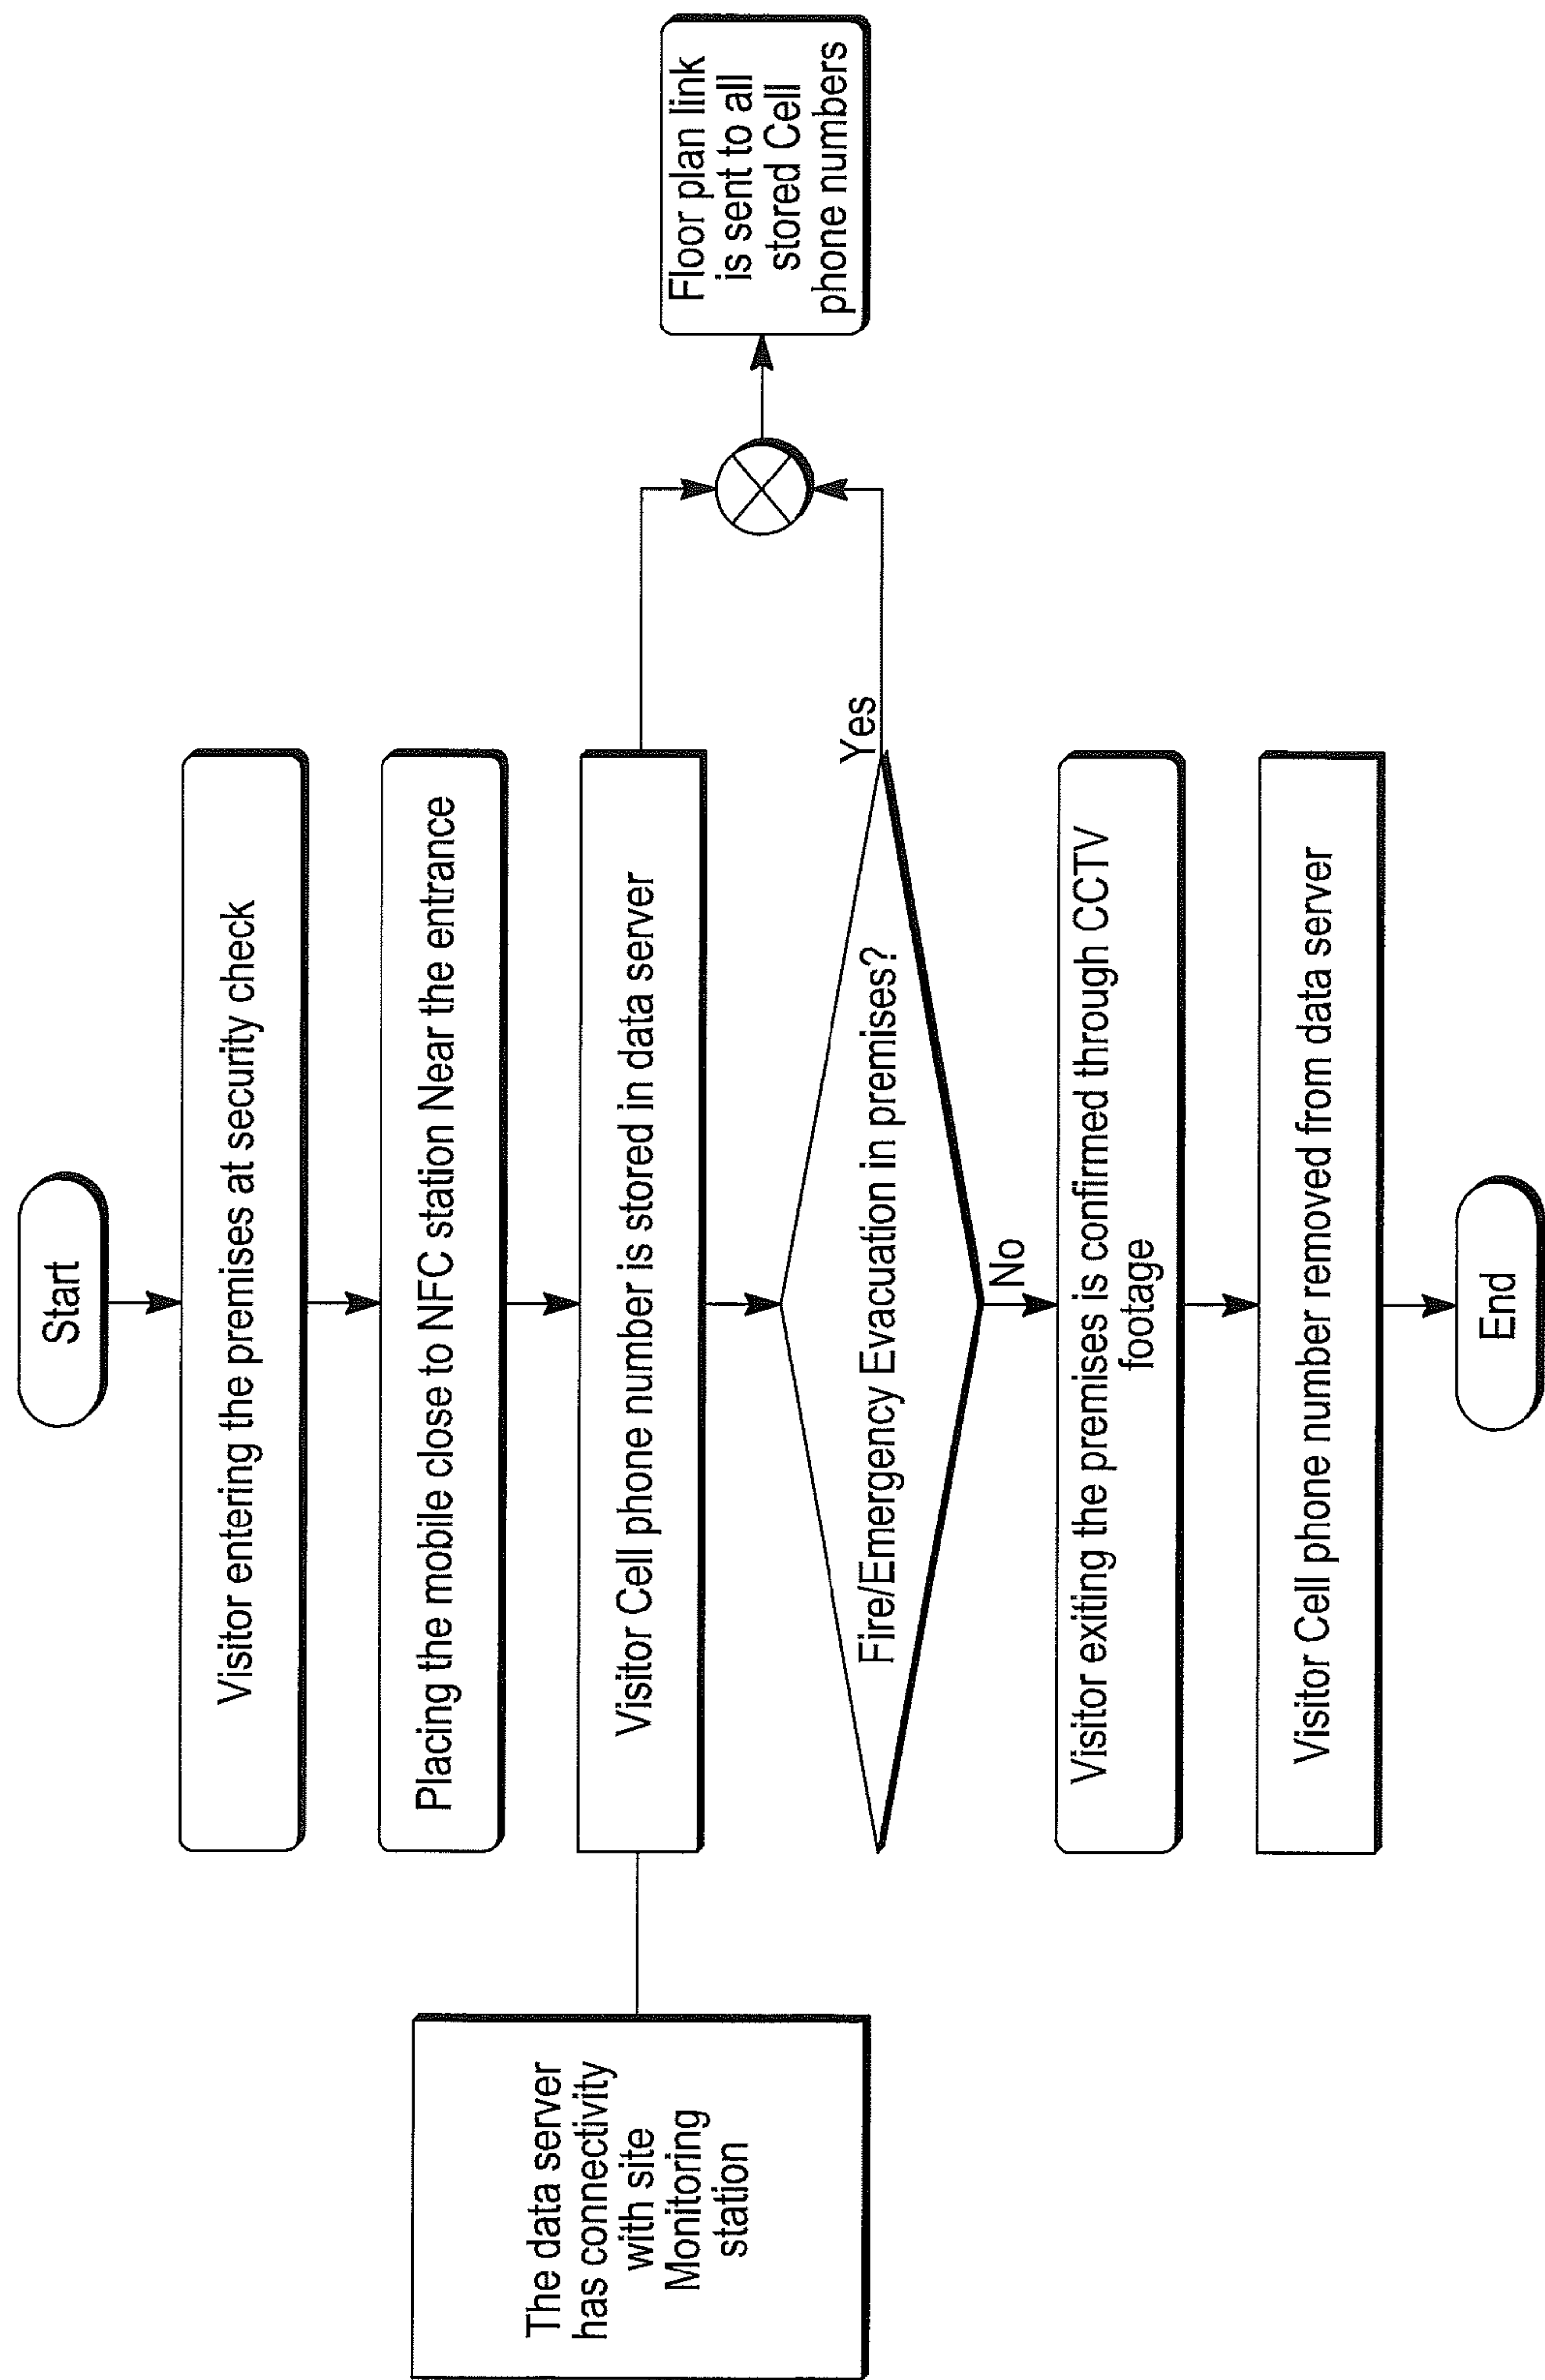 Start
Visitor entering the premises at security check
Placing the mobile close to NFC station Near the entrance
The data server
has connectivity
with site
Monitoring
station
Visitor Cell phone number is stored in data server
Fire/Emergency Evacuation in premises?
Yes
Floor plan link
is sent to all
stored Cell
phone numbers
No
Visitor exiting the premises is confirmed through CCTV
footage
Visitor Cell phone number removed from data server
End